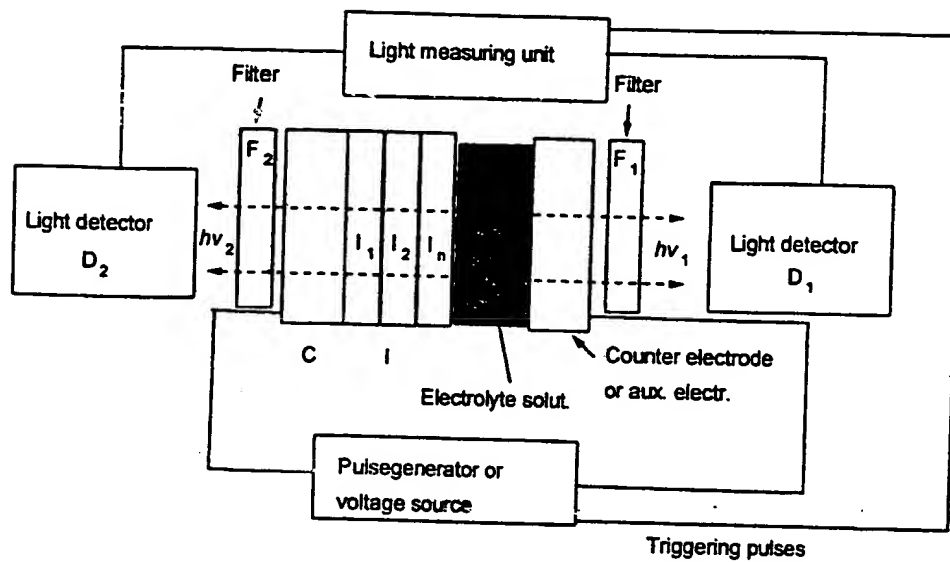 Light measuring unit
Filter
Filter
F2
F1
Light detector
D2
hv2
I1
I2
In
hv1
Light detector
D1
C
I
Electrolyte solut.
Counter electrode
or aux. electr.
Pulsegenerator or
voltage source
Triggering pulses